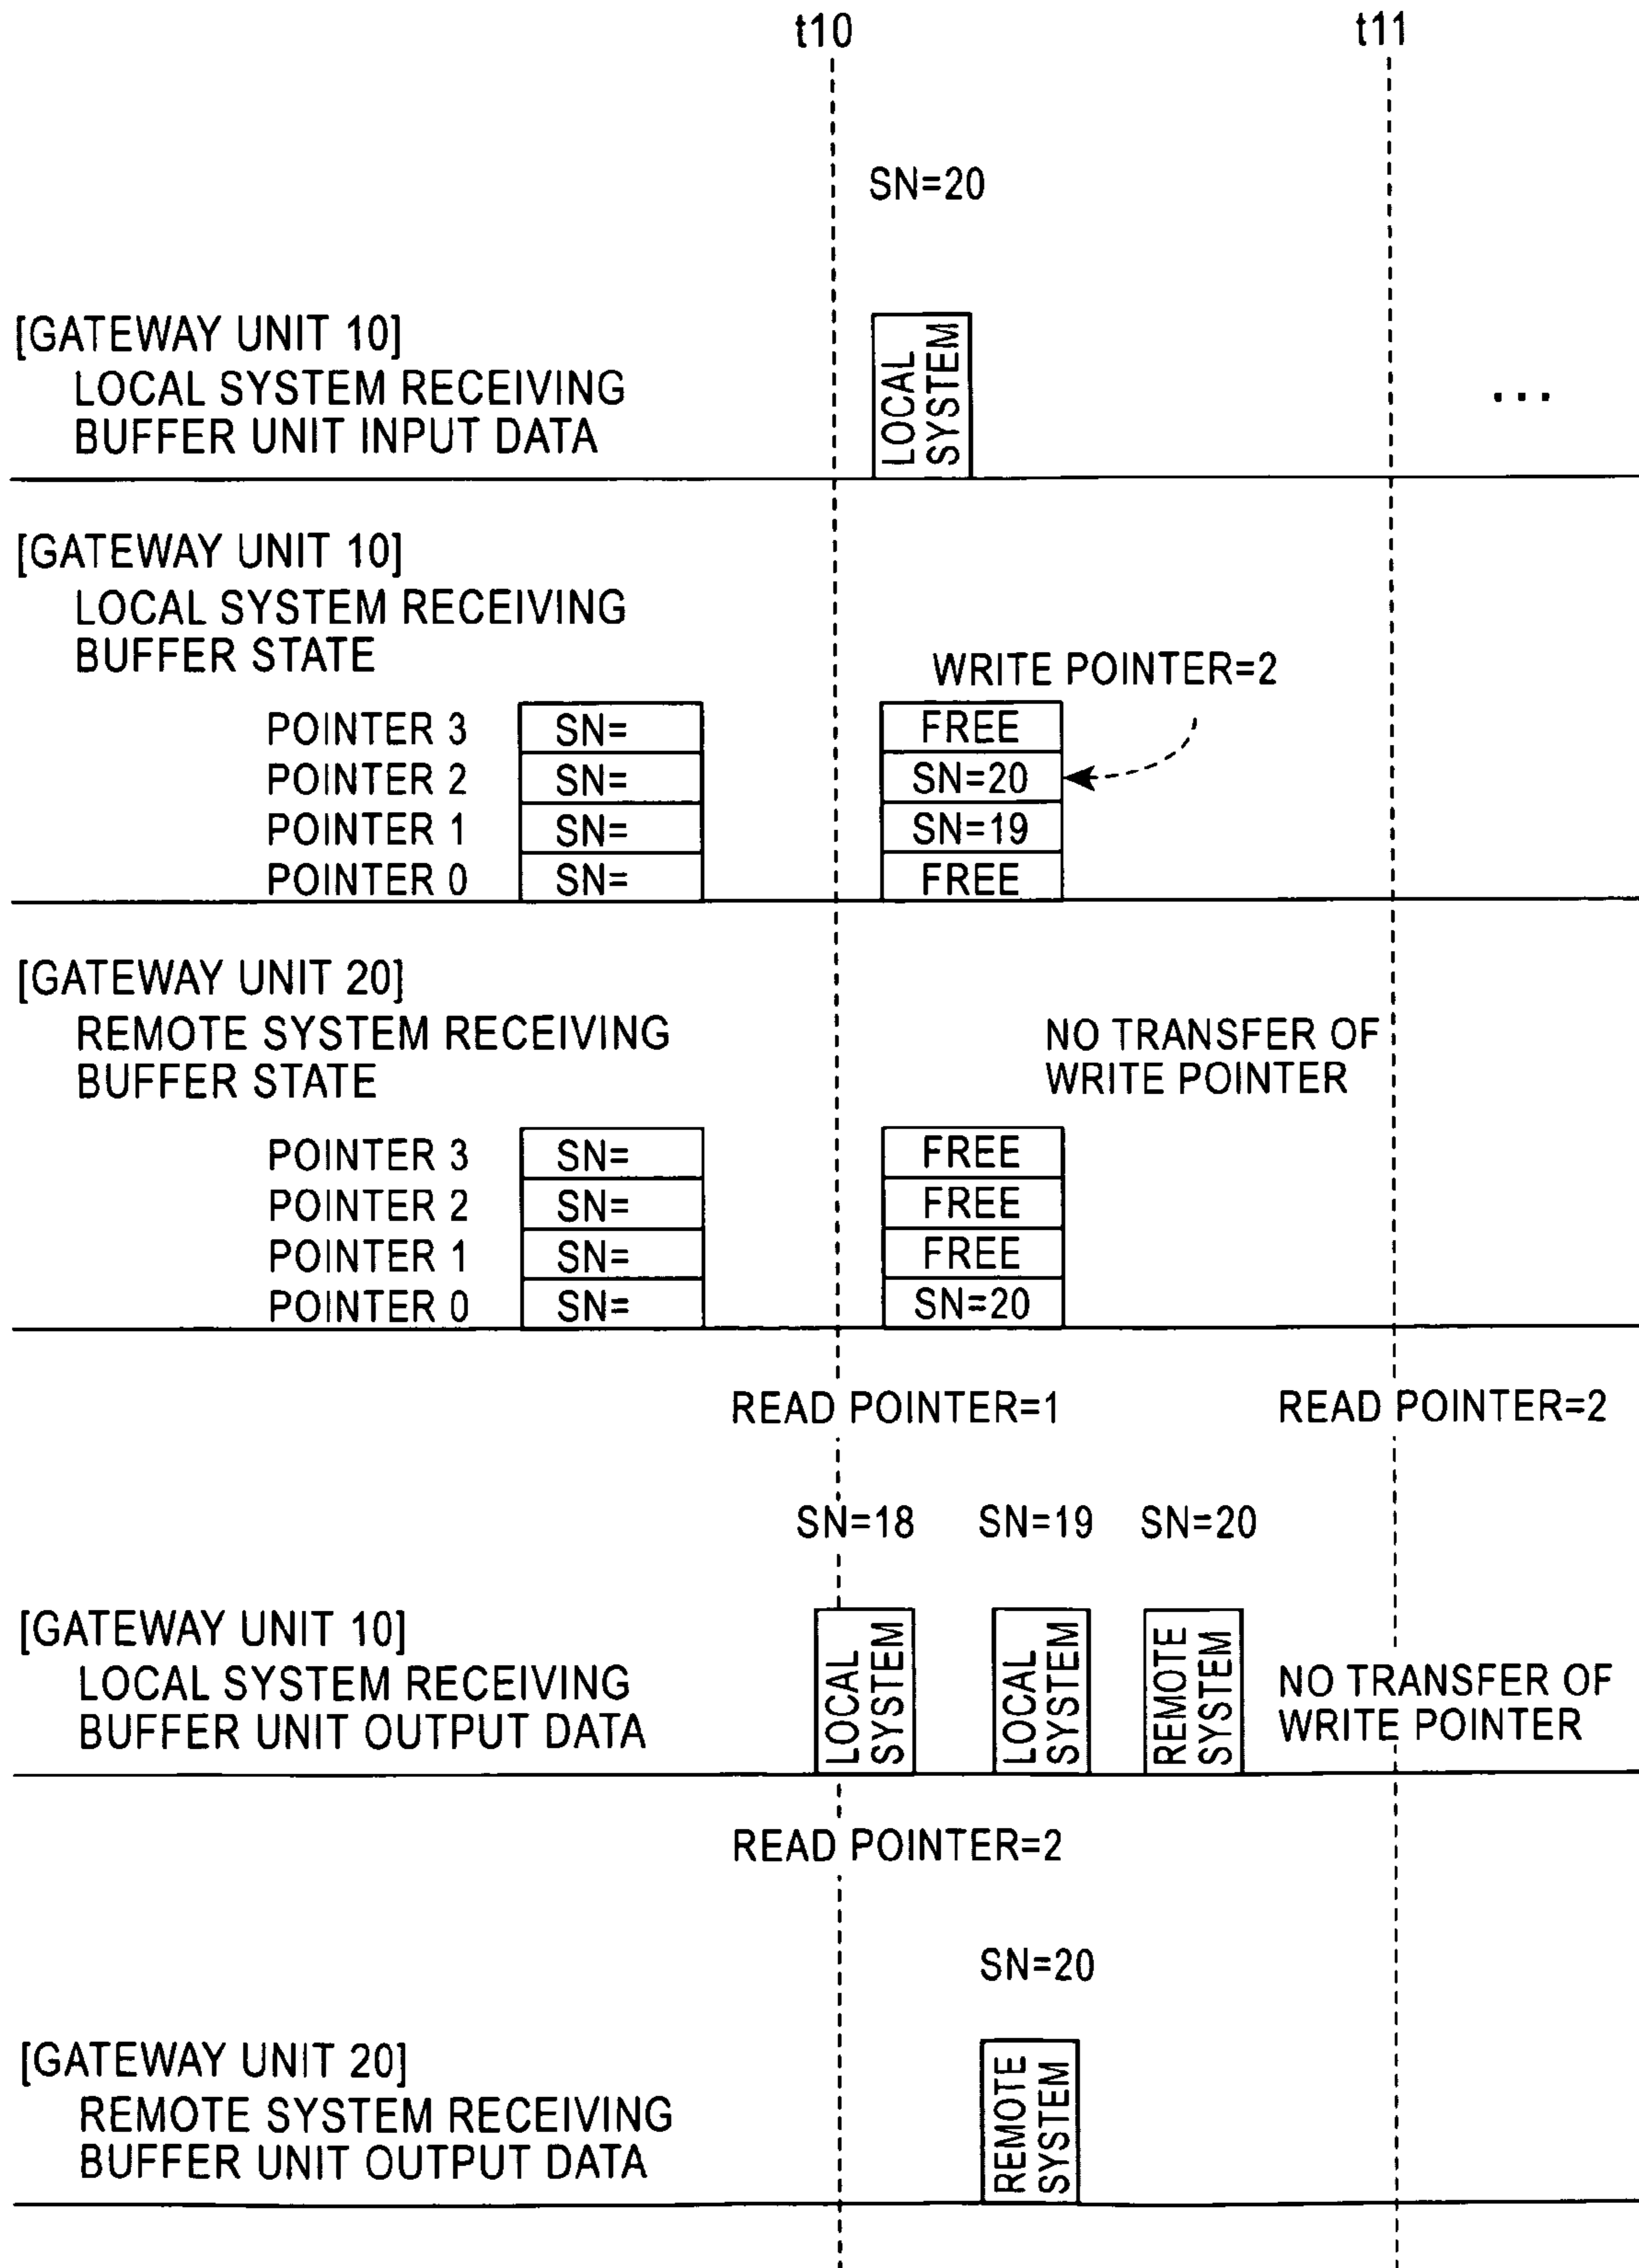 t10 t11
SN=20
[GATEWAY UNIT 10]
LOCAL SYSTEM RECEIVING
BUFFER UNIT INPUT DATA
LOCAL
SYSTEM
...
[GATEWAY UNIT 10]
LOCAL SYSTEM RECEIVING
BUFFER STATE
WRITE POINTER=2
POINTER 3 SN= FREE
POINTER 2 SN= SN=20
POINTER 1 SN= SN=19
POINTER 0 SN= FREE
[GATEWAY UNIT 20]
REMOTE SYSTEM RECEIVING
BUFFER STATE
NO TRANSFER OF
WRITE POINTER
POINTER 3 SN= FREE
POINTER 2 SN= FREE
POINTER 1 SN= FREE
POINTER 0 SN= SN=20
READ POINTER=1 READ POINTER=2
SN=18 SN=19 SN=20
[GATEWAY UNIT 10]
LOCAL SYSTEM RECEIVING
BUFFER UNIT OUTPUT DATA
LOCAL
SYSTEM
LOCAL
SYSTEM
REMOTE
SYSTEM
NO TRANSFER OF
WRITE POINTER
READ POINTER=2
SN=20
[GATEWAY UNIT 20]
REMOTE SYSTEM RECEIVING
BUFFER UNIT OUTPUT DATA
REMOTE
SYSTEM